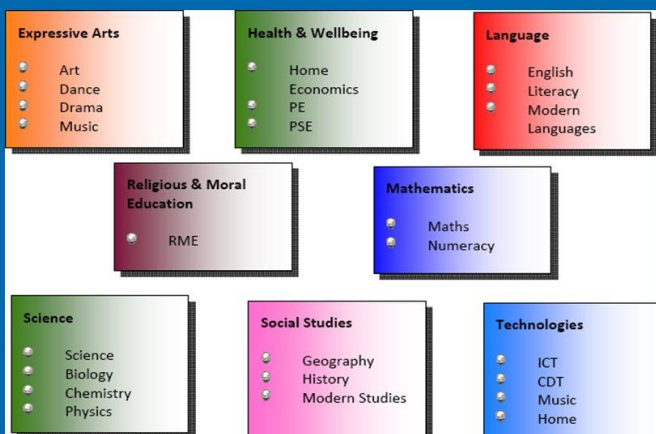 Expressive Arts
Art
Dance
Drama
Music
Health & Wellbeing
Home
Economics
PE
PSE
Language
English
Literacy
Modern
Languages
Religious & Moral
Education
RME
Mathematics
Maths
Numeracy
Science
Science
Biology
Chemistry
Physics
Social Studies
Geography
History
Modern Studies
Technologies
ICT
CDT
Music
Home